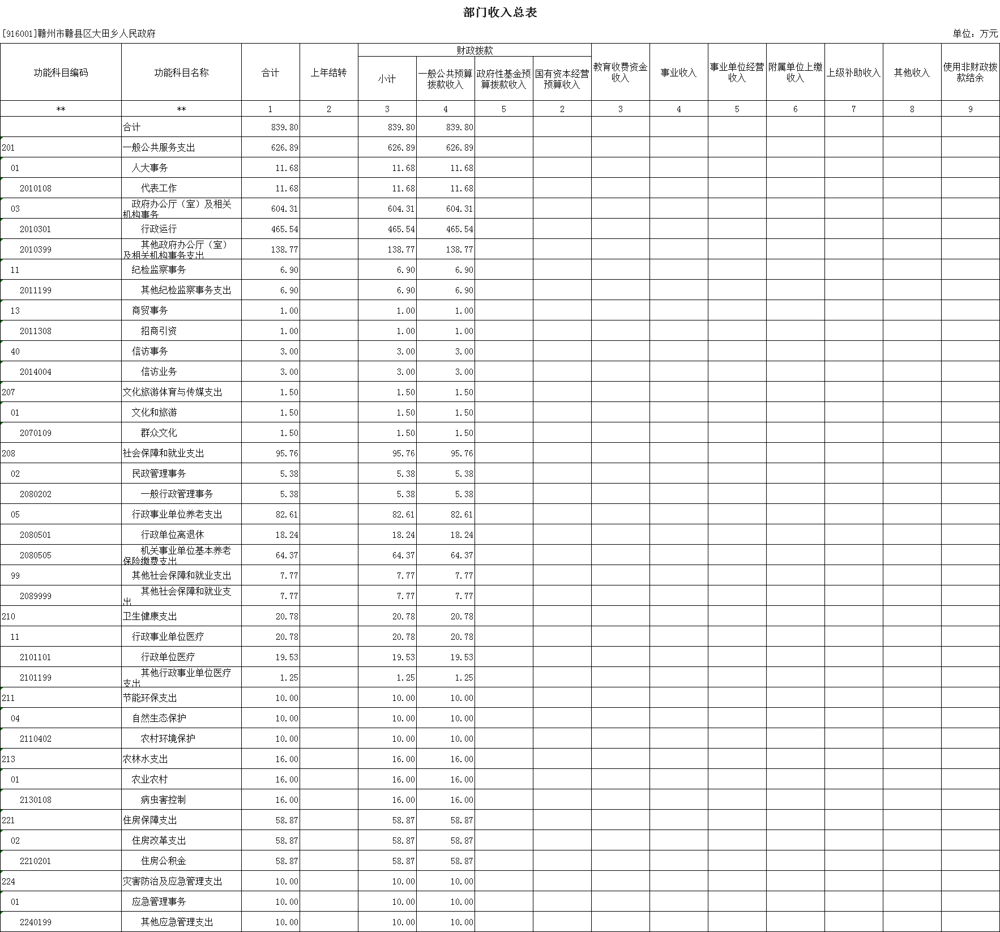 部门收入总表
[916001]赣州市赣县区大田乡人民政府 单位：万元
功能科目编码 功能科目名称 合计 上年结转 财政拨款 教育收费资金收入 事业收入 事业单位经营收入 附属单位上缴收入 上级补助收入 其他收入 使用非财政拨款结余
小计 一般公共预算拨款收入 政府性基金预算拨款收入 国有资本经营预算收入
** ** 1 2 3 4 5 2 3 4 5 6 7 8 9
合计 839.80 839.80 839.80
201 一般公共服务支出 626.89 626.89 626.89
01 人大事务 11.68 11.68 11.68
2010108 代表工作 11.68 11.68 11.68
03 政府办公厅（室）及相关机构事务 604.31 604.31 604.31
2010301 行政运行 465.54 465.54 465.54
2010399 其他政府办公厅（室）及相关机构事务支出 138.77 138.77 138.77
11 纪检监察事务 6.90 6.90 6.90
2011199 其他纪检监察事务支出 6.90 6.90 6.90
13 商贸事务 1.00 1.00 1.00
2011308 招商引资 1.00 1.00 1.00
40 信访事务 3.00 3.00 3.00
2014004 信访业务 3.00 3.00 3.00
207 文化旅游体育与传媒支出 1.50 1.50 1.50
01 文化和旅游 1.50 1.50 1.50
2070109 群众文化 1.50 1.50 1.50
208 社会保障和就业支出 95.76 95.76 95.76
02 民政管理事务 5.38 5.38 5.38
2080202 一般行政管理事务 5.38 5.38 5.38
05 行政事业单位养老支出 82.61 82.61 82.61
2080501 行政单位离退休 18.24 18.24 18.24
2080505 机关事业单位基本养老保险缴费支出 64.37 64.37 64.37
99 其他社会保障和就业支出 7.77 7.77 7.77
2089999 其他社会保障和就业支出 7.77 7.77 7.77
210 卫生健康支出 20.78 20.78 20.78
11 行政事业单位医疗 20.78 20.78 20.78
2101101 行政单位医疗 19.53 19.53 19.53
2101199 其他行政事业单位医疗支出 1.25 1.25 1.25
211 节能环保支出 10.00 10.00 10.00
04 自然生态保护 10.00 10.00 10.00
2110402 农村环境保护 10.00 10.00 10.00
213 农林水支出 16.00 16.00 16.00
01 农业农村 16.00 16.00 16.00
2130108 病虫害控制 16.00 16.00 16.00
221 住房保障支出 58.87 58.87 58.87
02 住房改革支出 58.87 58.87 58.87
2210201 住房公积金 58.87 58.87 58.87
224 灾害防治及应急管理支出 10.00 10.00 10.00
01 应急管理事务 10.00 10.00 10.00
2240199 其他应急管理支出 10.00 10.00 10.00